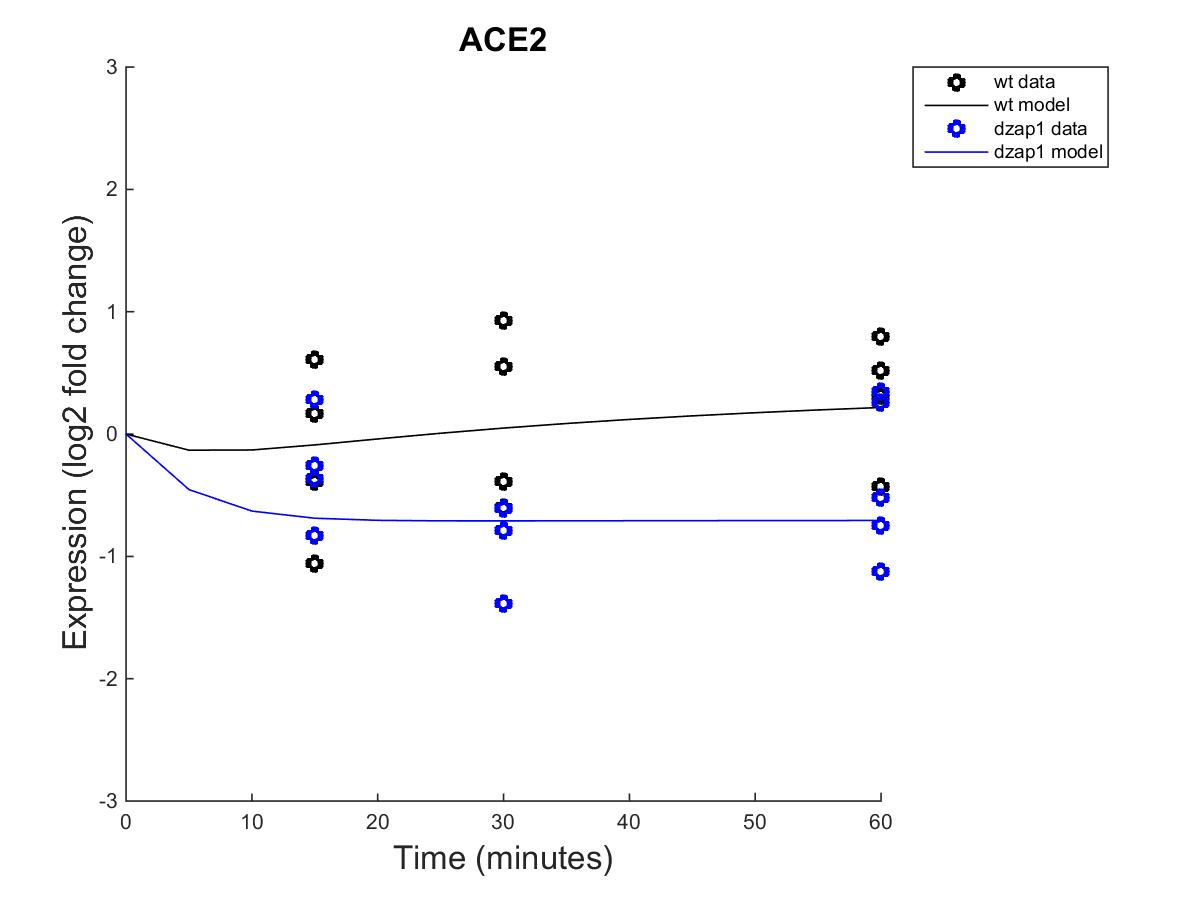 ACE2
wt data
wt model
dzap1 data
dzap1 model
3
2
1
0
-1
-2
-3
Expression (log2 fold change)
0 10 20 30 40 50 60
Time (minutes)